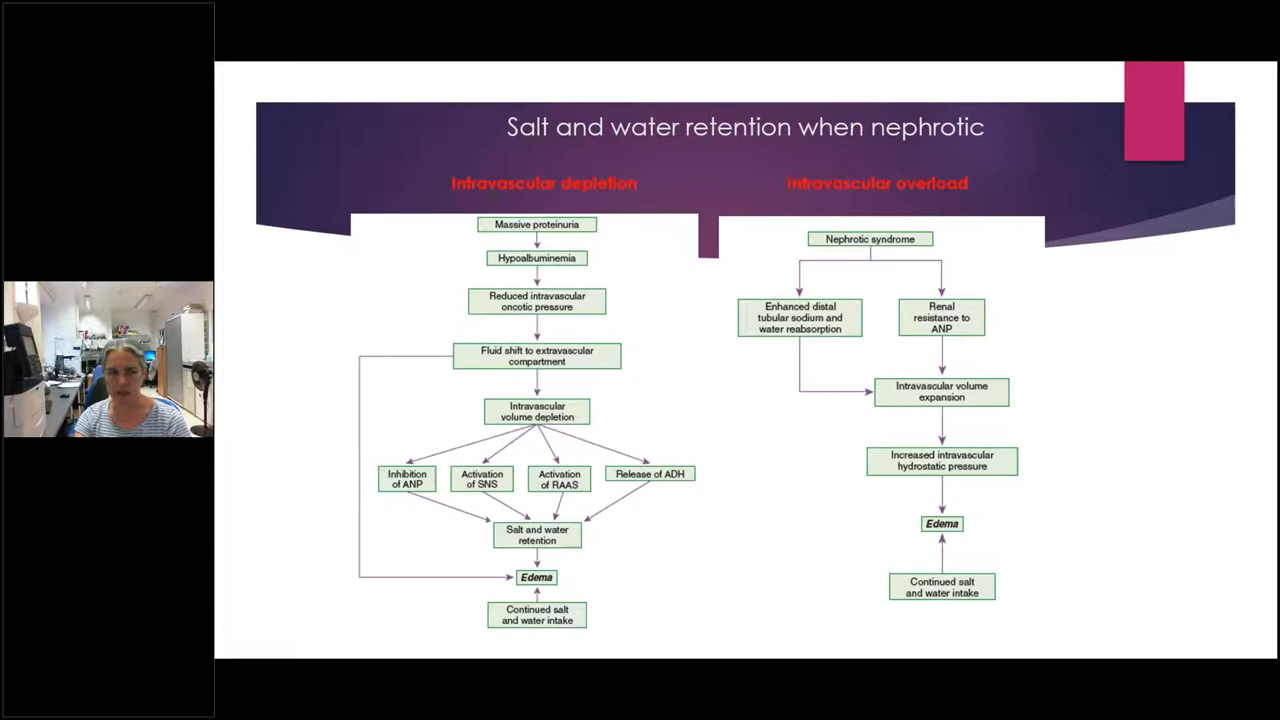 Salt and water retention when nephrotic
Intravascular depletion
Massive proteinuria
Hypoalbuminemia
Reduced intravascular
oncotic pressure
Fluid shift to extravascular
compartment
Intravascular
volume depletion
Inhibition
of ANP
Activation
of SNS
Activation
of RAAS
Release of ADH
Salt and water
retention
Edema
Continued salt
and water intake
Intravascular overload
Nephrotic syndrome
Enhanced distal
tubular sodium and
water reabsorption
Renal
resistance to
ANP
Intravascular volume
expansion
Increased intravascular
hydrostatic pressure
Edema
Continued salt
and water intake